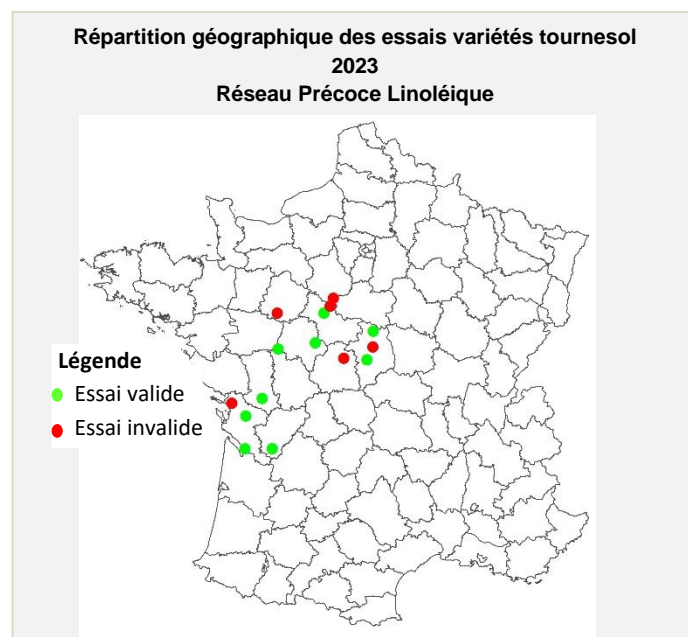 Répartition géographique des essais variétés tournesol
2023
Réseau Précoce Linoléique
Légende
Essai valide
Essai invalide